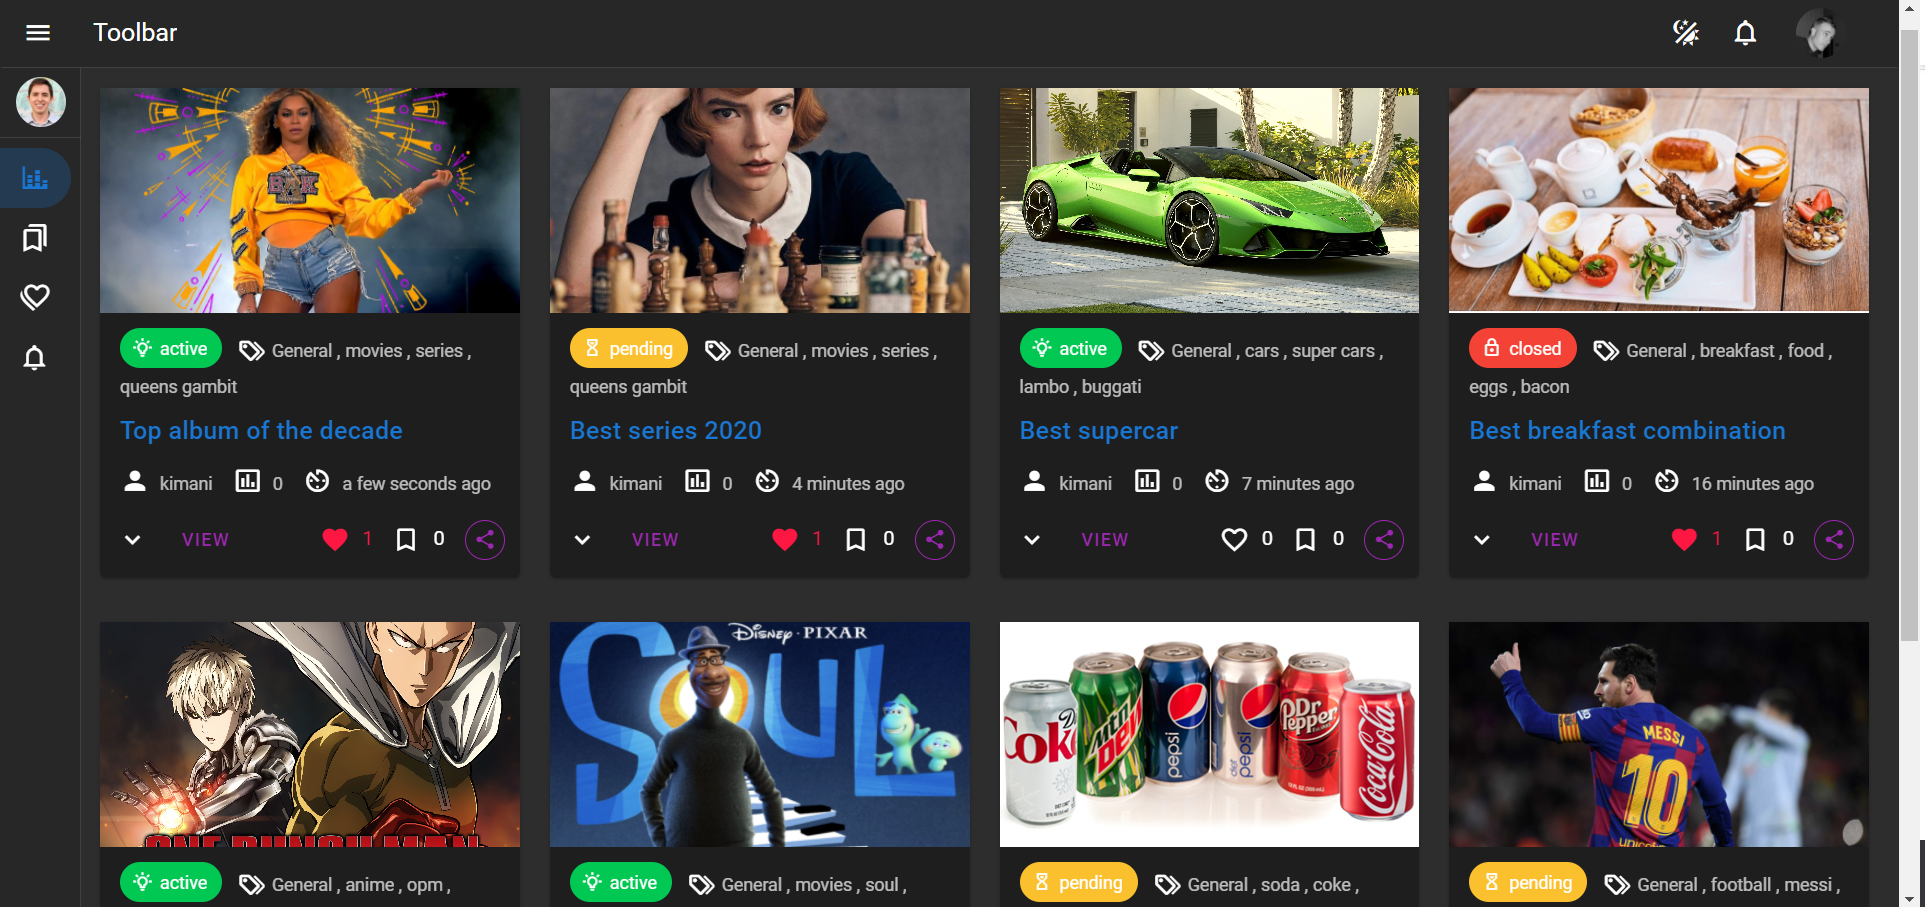 Toolbar
active General , movies , series ,
queens gambit
Top album of the decade
kimani 0 a few seconds ago
VIEW 1 0
pending General , movies , series ,
queens gambit
Best series 2020
kimani 0 4 minutes ago
VIEW 1 0
active General , cars , super cars ,
lambo , buggati
Best supercar
kimani 0 7 minutes ago
VIEW 0 0
closed General , breakfast , food ,
eggs , bacon
Best breakfast combination
kimani 0 16 minutes ago
VIEW 1 0
ONE PUNCH MAN
active General , anime , opm ,
DISNEY · PIXAR
SOUL
active General , movies , soul ,
Coke
pepsi
diet pepsi
Dr Pepper
Coca-Cola
pending General , soda , coke ,
MESSI
10
pending General , football , messi ,